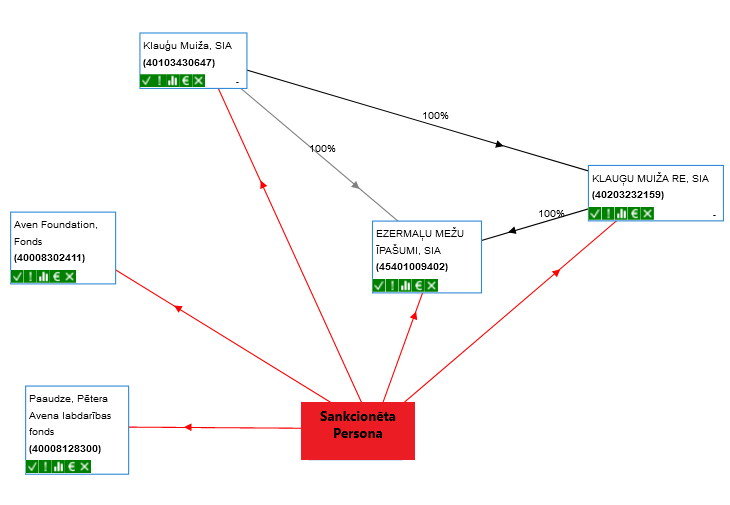 Klauģu Muiža, SIA
(40103430647)
-
100%
100%
KLAUĢU MUIŽA RE, SIA
(40203232159)
-
100%
Aven Foundation,
Fonds
(40008302411)
EZERMAĻU MEŽU
ĪPAŠUMI, SIA
(45401009402)
Paaudze, Pētera
Avena labdarības
fonds
(40008128300)
Sankcionēta
Persona